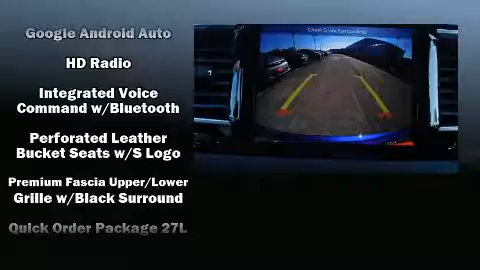 Google Android Auto
HD Radio
Integrated Voice
Command w/Bluetooth
Perforated Leather
Bucket Seats w/S Logo
Premium Fascia Upper/Lower
Grille w/Black Surround
Quick Order Package 27L
Check Entire Surroundings